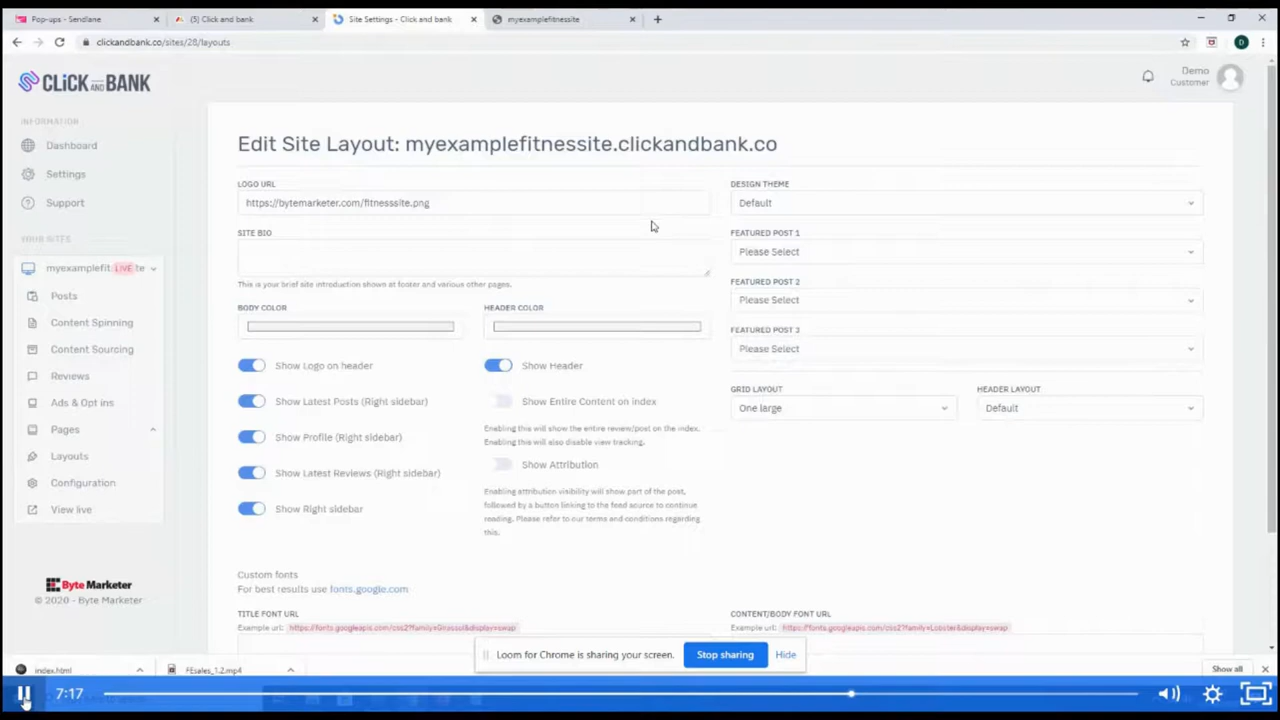 Pop-ups - Sendlane
(5) Click and bank
Site Settings - Click and bank
myexamplefitnessite
clickandbank.co/sites/28/layouts
D
CLiCK AND BANK
Demo
Customer
INFORMATION
Dashboard
Settings
Support
YOUR SITES
myexamplefit LIVE te
Posts
Content Spinning
Content Sourcing
Reviews
Ads & Opt ins
Pages
Layouts
Configuration
View live
Byte Marketer
© 2020 - Byte Marketer
Edit Site Layout: myexamplefitnessite.clickandbank.co
LOGO URL
https://bytemarketer.com/fitnesssite.png
SITE BIO
This is your brief site introduction shown at footer and various other pages.
BODY COLOR
HEADER COLOR
Show Logo on header
Show Latest Posts (Right sidebar)
Show Profile (Right sidebar)
Show Latest Reviews (Right sidebar)
Show Right sidebar
Show Header
Show Entire Content on index
Enabling this will show the entire review/post on the index.
Enabling this will also disable view tracking.
Show Attribution
Enabling attribution visibility will show part of the post,
followed by a button linking to the feed source to continue
reading. Please refer to our terms and conditions regarding
this.
DESIGN THEME
Default
FEATURED POST 1
Please Select
FEATURED POST 2
Please Select
FEATURED POST 3
Please Select
GRID LAYOUT
One large
HEADER LAYOUT
Default
Custom fonts
For best results use fonts.google.com
TITLE FONT URL
Example url: https://fonts.googleapis.com/css2?family=Girassol&display=swap
CONTENT/BODY FONT URL
Example url: https://fonts.googleapis.com/css2?family=Lobster&display=swap
Loom for Chrome is sharing your screen.
Stop sharing
Hide
index.html
FEsales_1.2.mp4
Show all
7:17